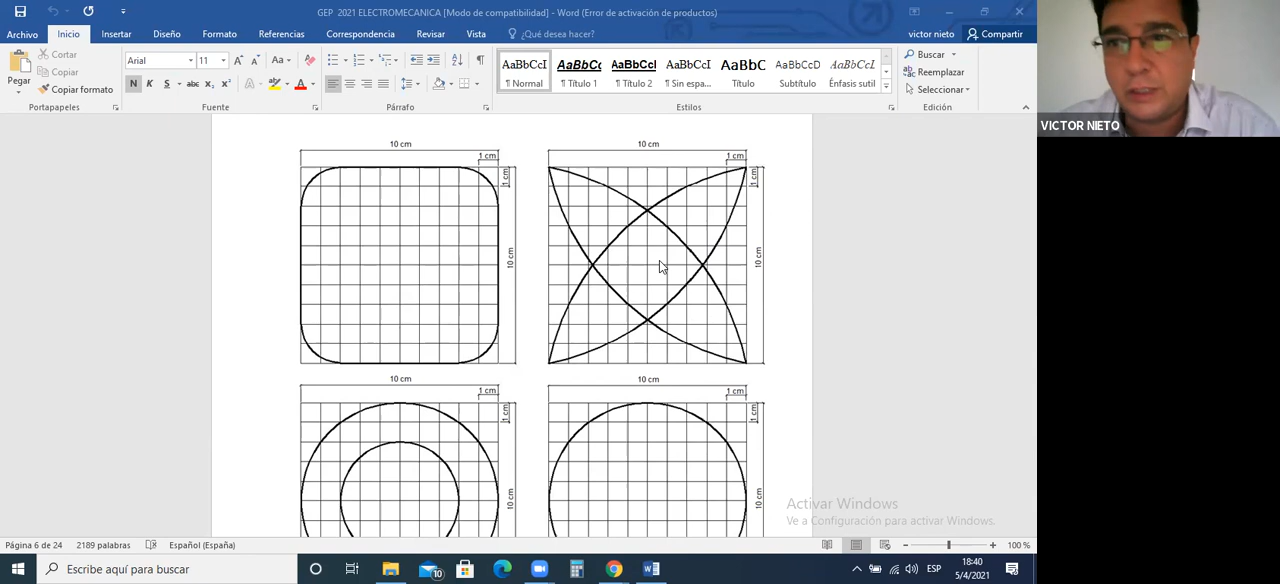 GEP 2021 ELECTROMECANICA [Modo de compatibilidad] - Word (Error de activación de productos)
Archivo Inicio Insertar Diseño Formato Referencias Correspondencia Revisar Vista ¿Qué desea hacer? victor nieto Compartir
Pegar
Cortar
Copiar
Copiar formato
Portapapeles
Arial 11
Aa
N K S abc x₂ x²
A A
Fuente
Párrafo
AaBbCcI AaBbCc AaBbCcI AaBbCcI AaBbC AaBbCcD AaBbCcI
¶ Normal ¶ Título 1 ¶ Título 2 ¶ Sin espa... Título Subtítulo Énfasis sutil
Estilos
Buscar
Reemplazar
Seleccionar
Edición
VICTOR NIETO
10 cm 10 cm
1 cm 1 cm
1 cm 1 cm
10 cm 10 cm
10 cm 10 cm
1 cm 1 cm
1 cm 1 cm
10 cm 10 cm
Activar Windows
Ve a Configuración para activar Windows.
Página 6 de 24 2189 palabras Español (España) 100 %
Escribe aquí para buscar
10
ESP
18:40
5/4/2021